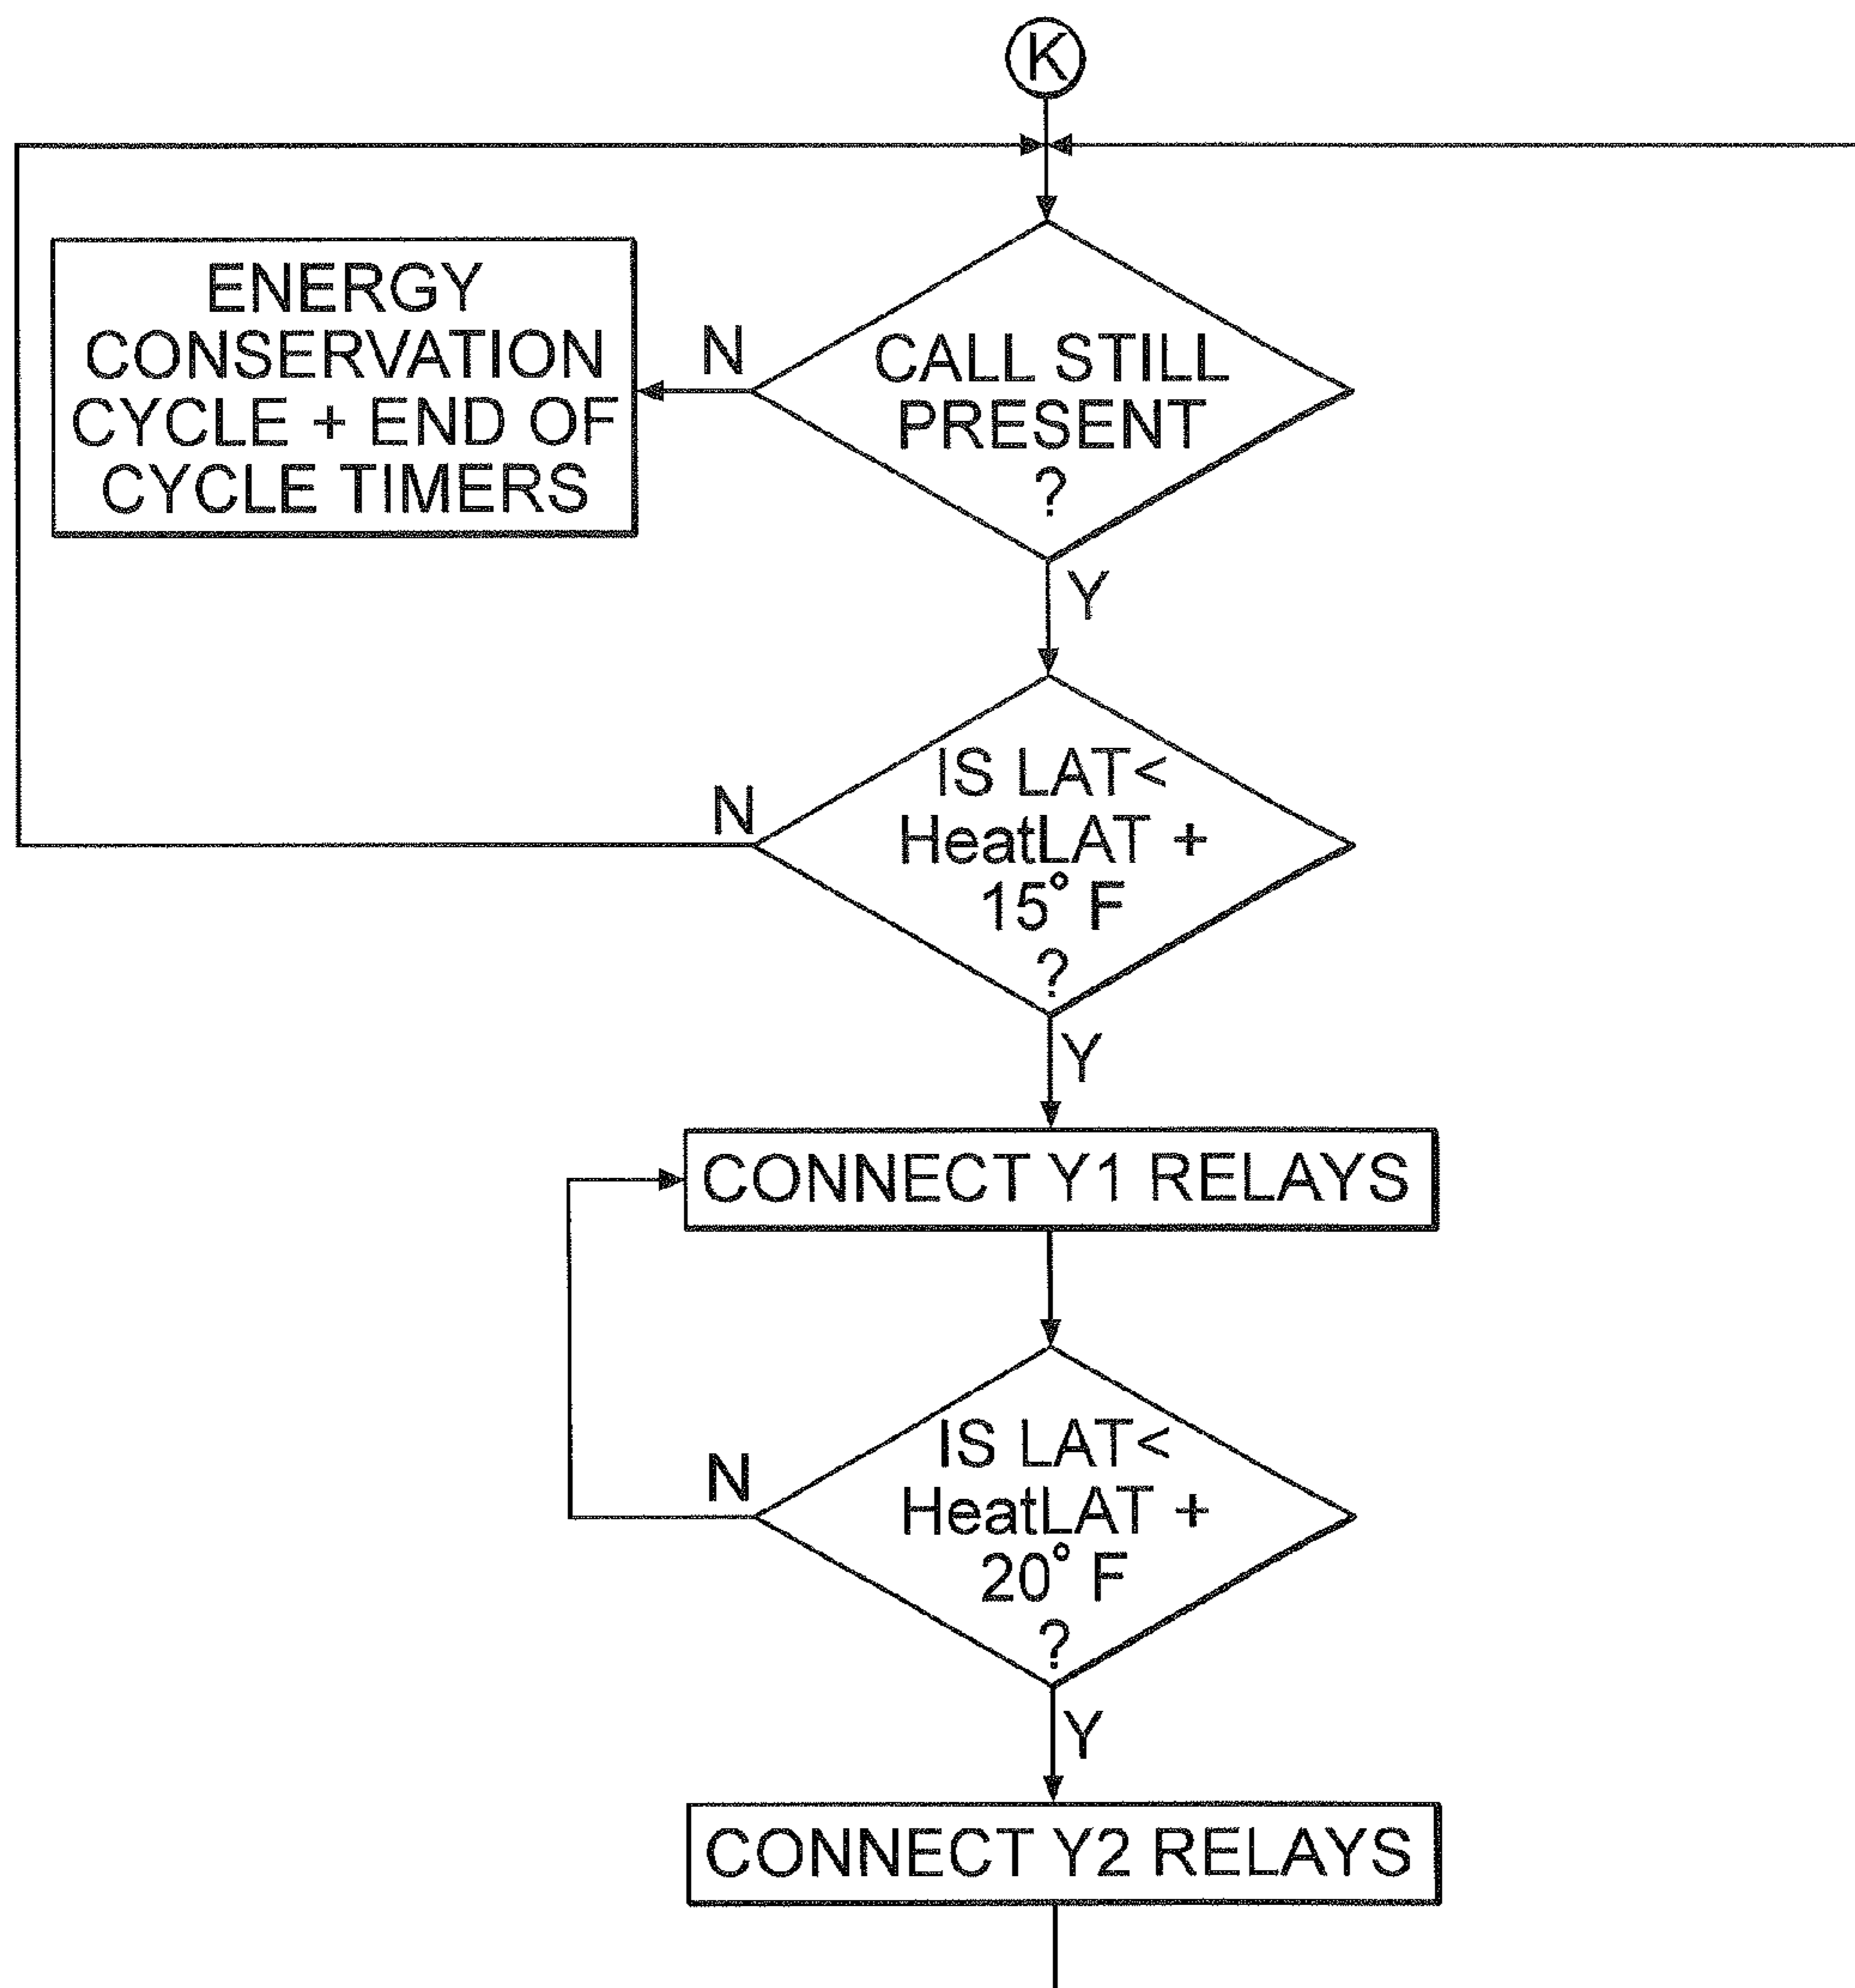 K
ENERGY
CONSERVATION
CYCLE + END OF
CYCLE TIMERS
N
CALL STILL
PRESENT
?
Y
N
IS LAT<
HeatLAT +
15° F
?
Y
CONNECT Y1 RELAYS
N
IS LAT<
HeatLAT +
20° F
?
Y
CONNECT Y2 RELAYS